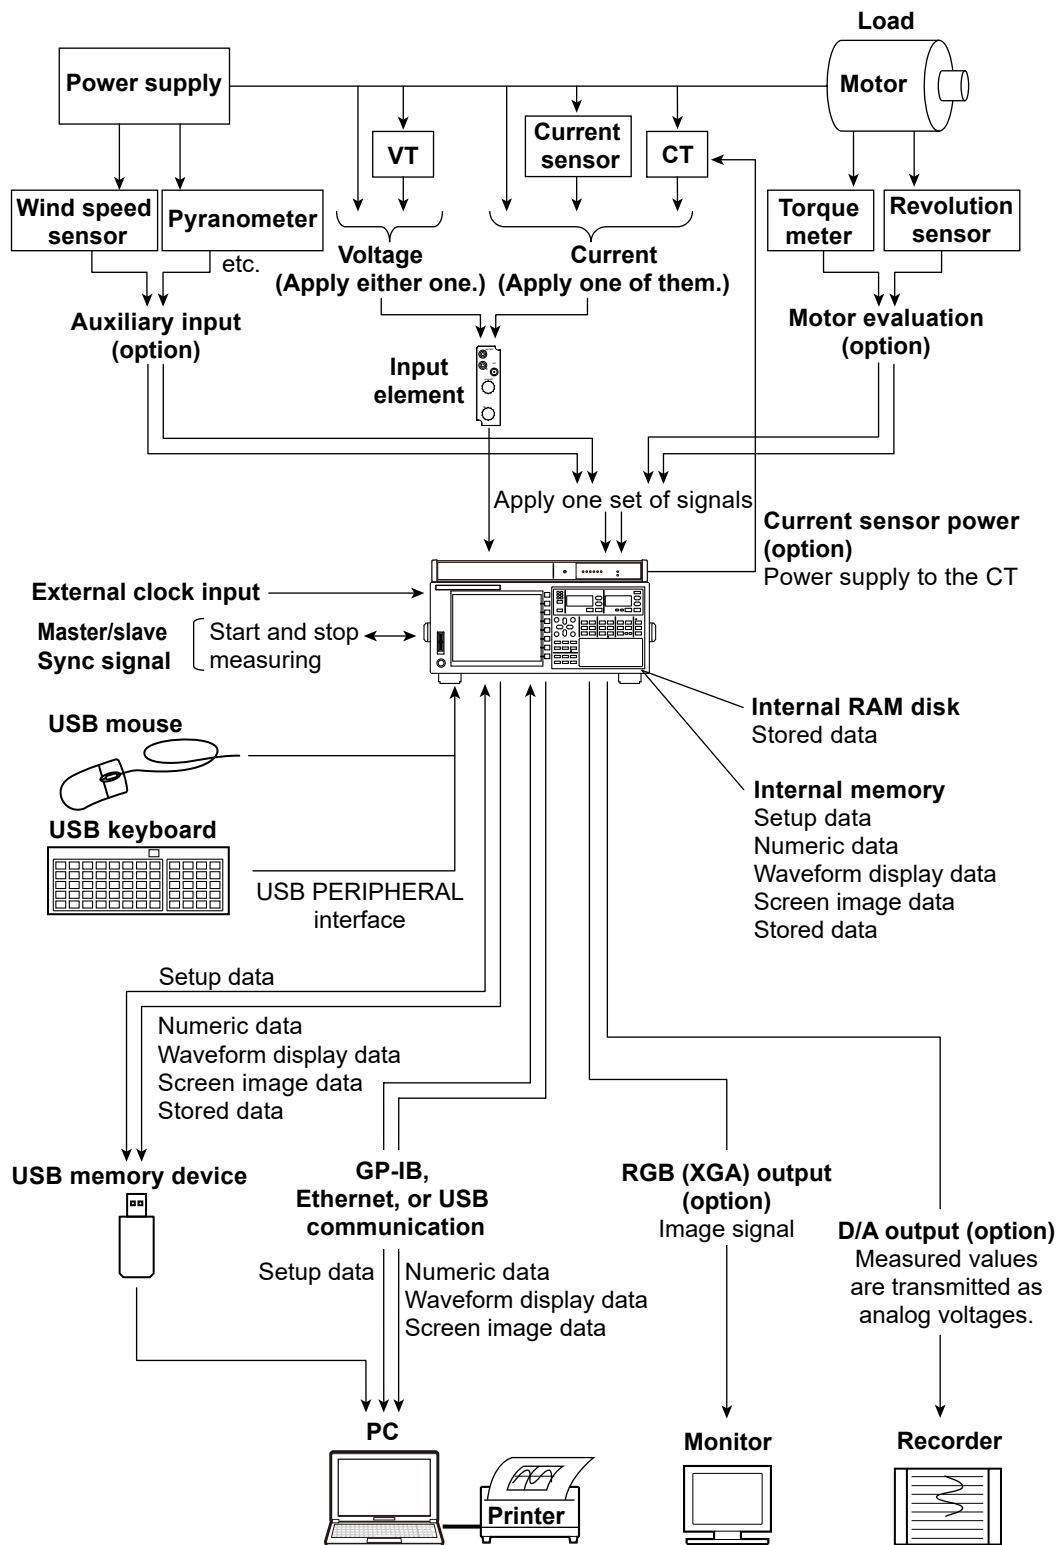 Load
Power supply
Motor
VT
Current
sensor
CT
Wind speed
sensor
Pyranometer
etc.
Voltage
(Apply either one.)
Current
(Apply one of them.)
Torque
meter
Revolution
sensor
Auxiliary input
(option)
Motor evaluation
(option)
Input
element
Apply one set of signals
Current sensor power
(option)
Power supply to the CT
External clock input
Master/slave
Sync signal
Start and stop
measuring
Internal RAM disk
Stored data
USB mouse
Internal memory
Setup data
Numeric data
Waveform display data
Screen image data
Stored data
USB keyboard
USB PERIPHERAL
interface
Setup data
Numeric data
Waveform display data
Screen image data
Stored data
USB memory device
GP-IB,
Ethernet, or USB
communication
Setup data
Numeric data
Waveform display data
Screen image data
RGB (XGA) output
(option)
Image signal
D/A output (option)
Measured values
are transmitted as
analog voltages.
PC
Printer
Monitor
Recorder